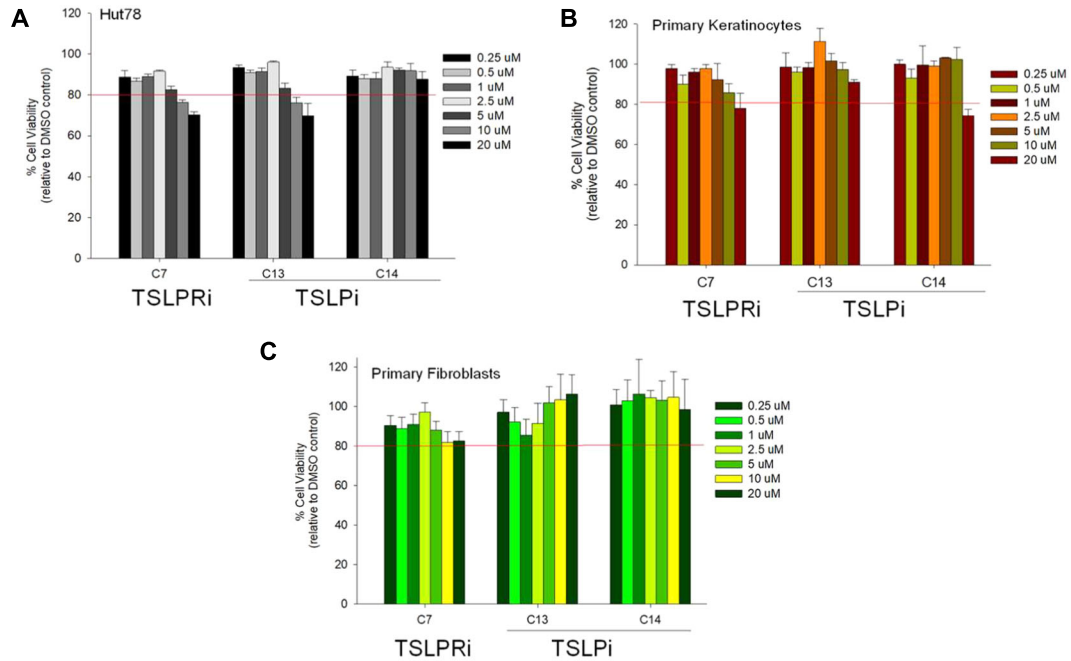 A
Hut78
% Cell Viability
(relative to DMSO control)
120
100
80
60
40
20
0
C7
C13
C14
TSLPRi
TSLPi
0.25 uM
0.5 uM
1 uM
2.5 uM
5 uM
10 uM
20 uM
B
Primary Keratinocytes
% Cell Viability
(relative to DMSO control)
120
100
80
60
40
20
0
C7
C13
C14
TSLPRi
TSLPi
0.25 uM
0.5 uM
1 uM
2.5 uM
5 uM
10 uM
20 uM
C
Primary Fibroblasts
% Cell Viability
(relative to DMSO control)
120
100
80
60
40
20
0
C7
C13
C14
TSLPRi
TSLPi
0.25 uM
0.5 uM
1 uM
2.5 uM
5 uM
10 uM
20 uM